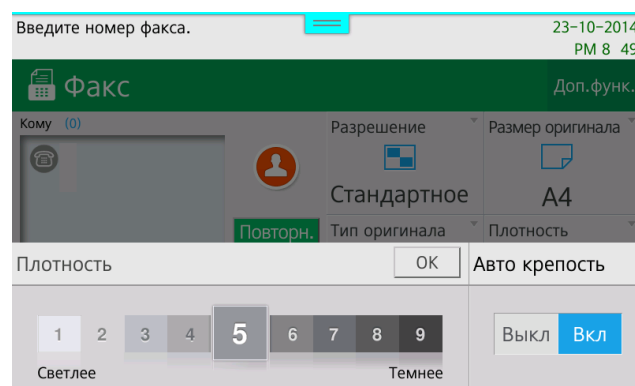 Введите номер факса.
23-10-2014
PM 8 49
Факс
Доп.функ.
Кому (0)
Разрешение
Размер оригинала
Стандартное
A4
Повторн.
Тип оригинала
Плотность
Плотность
OK
Авто крепость
1 2 3 4 5 6 7 8 9
Светлее
Темнее
Выкл Вкл